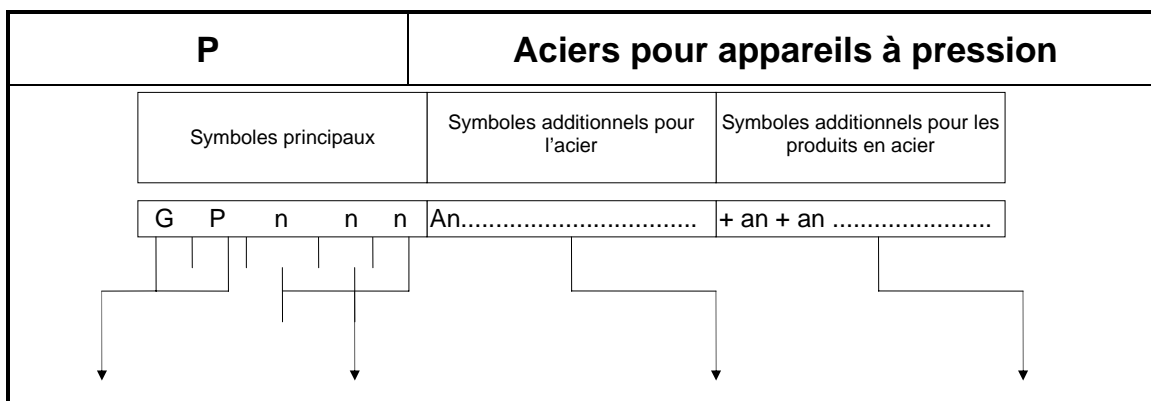 P
Aciers pour appareils à pression
Symboles principaux
Symboles additionnels pour
l'acier
Symboles additionnels pour les
produits en acier
G P n n n
An..................................
+ an + an .......................